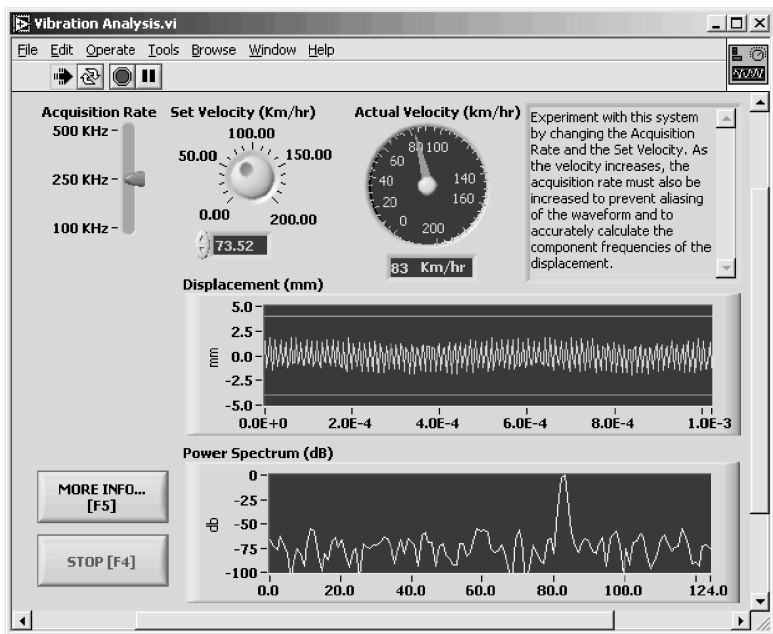 Vibration Analysis.vi
File Edit Operate Tools Browse Window Help
Acquisition Rate
500 KHz
250 KHz
100 KHz
Set Velocity (Km/hr)
100.00
50.00 150.00
0.00 200.00
73.52
Actual Velocity (km/hr)
80 100
60
40 140
20 160
0 200
83 Km/hr
Experiment with this system
by changing the Acquisition
Rate and the Set Velocity. As
the velocity increases, the
acquisition rate must also be
increased to prevent aliasing
of the waveform and to
accurately calculate the
component frequencies of the
displacement.
Displacement (mm)
5.0
2.5
0.0
-2.5
-5.0
mm
0.0E+0 2.0E-4 4.0E-4 6.0E-4 8.0E-4 1.0E-3
Power Spectrum (dB)
0
-25
-50
-75
-100
db
0.0 20.0 40.0 60.0 80.0 100.0 124.0
MORE INFO...
[F5]
STOP [F4]